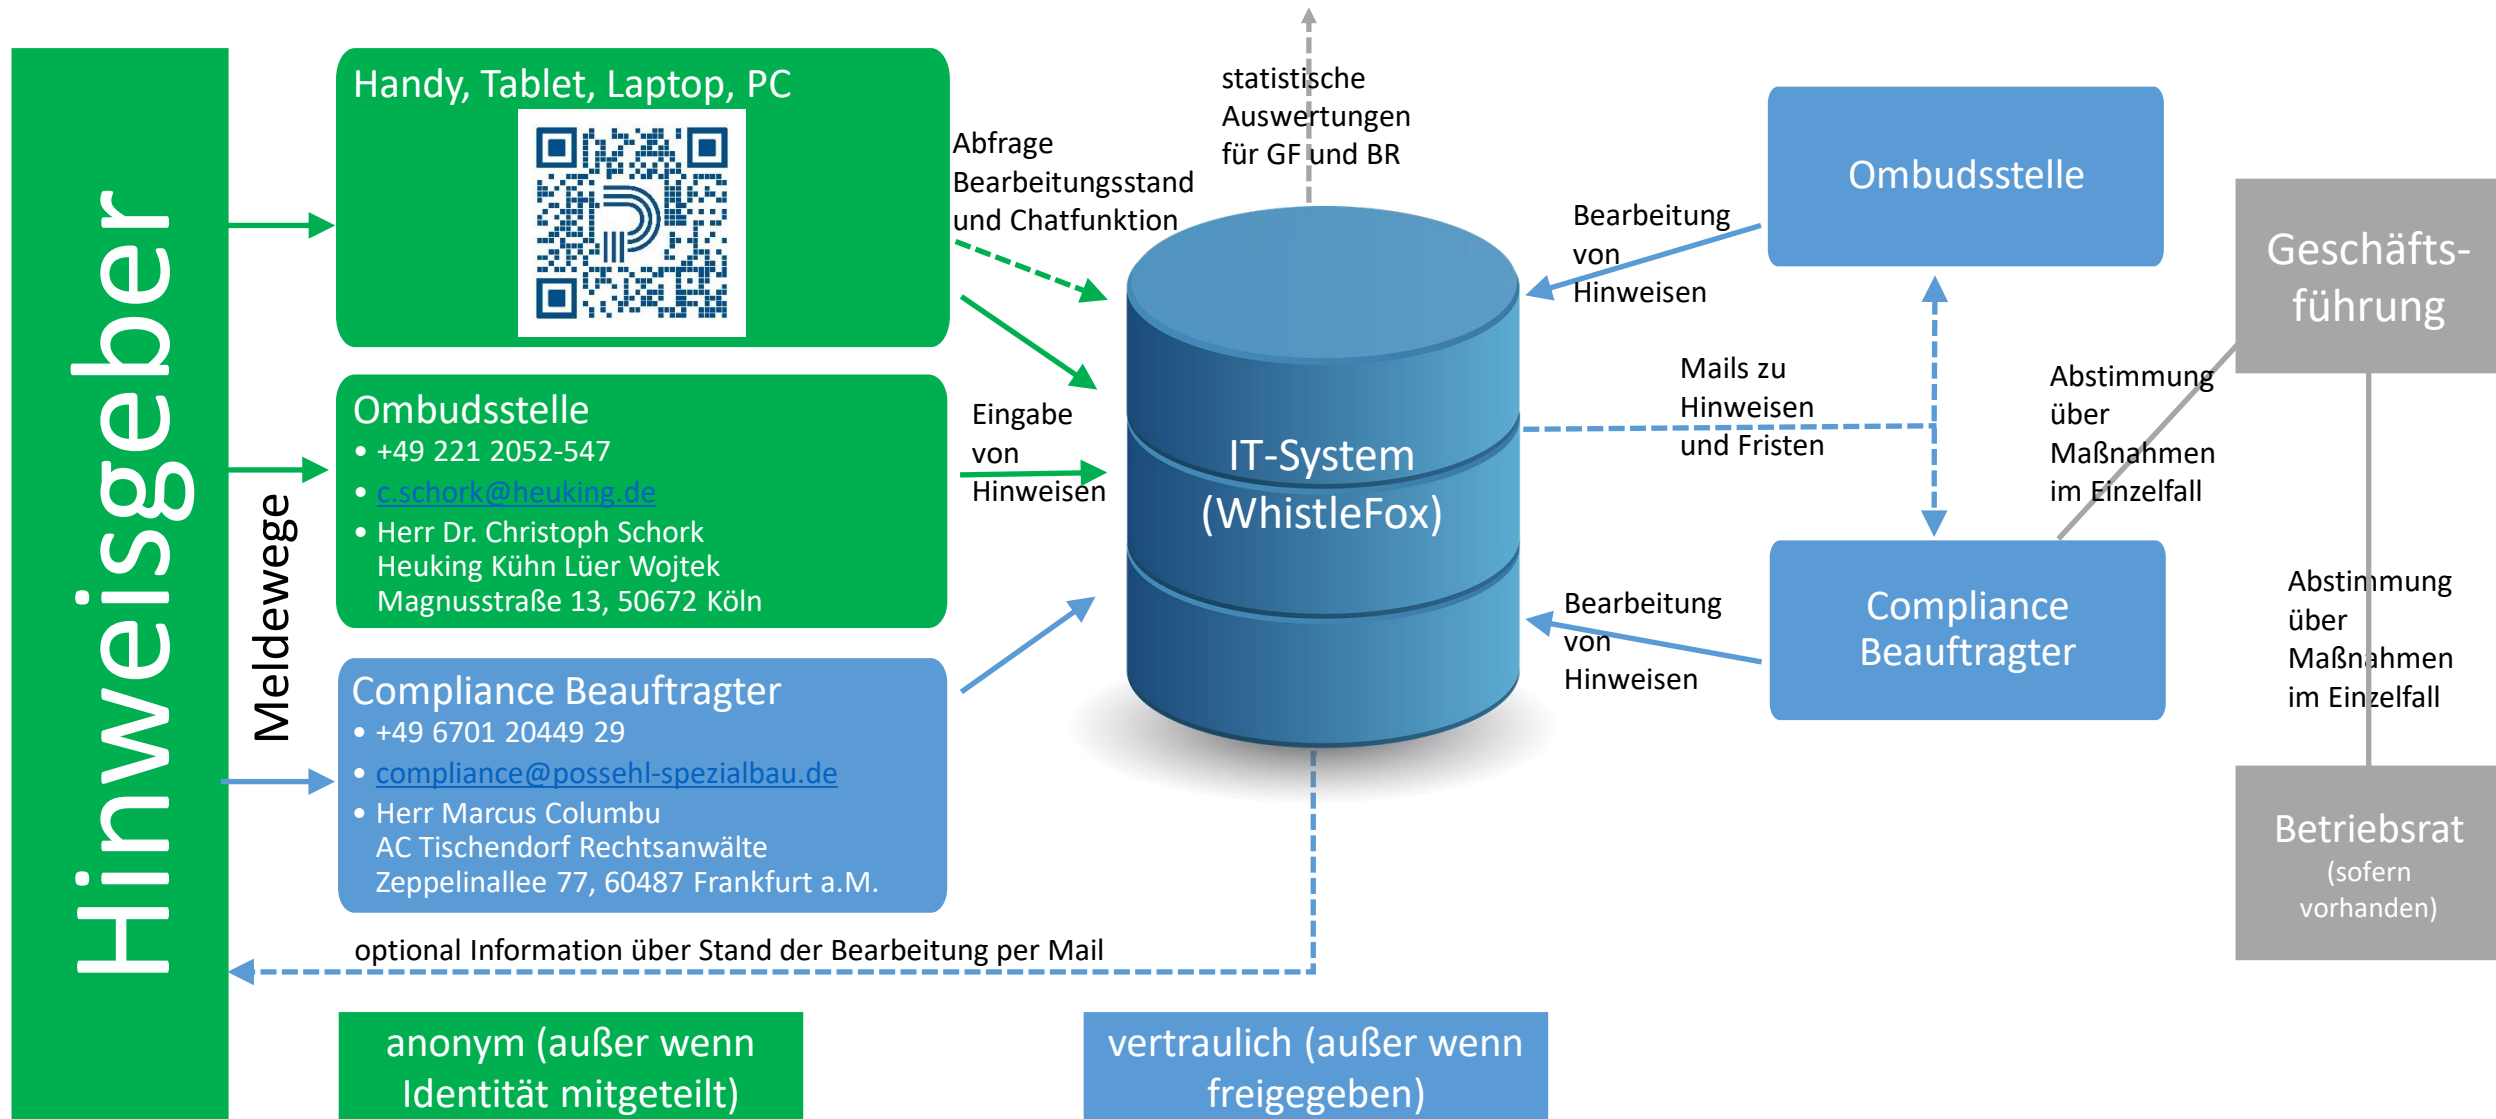 Hinweisgeber
Meldewege
Handy, Tablet, Laptop, PC
Ombudsstelle
• +49 221 2052-547
• c.schork@heuking.de
• Herr Dr. Christoph Schork
Heuking Kühn Lüer Wojtek
Magnusstraße 13, 50672 Köln
Compliance Beauftragter
• +49 6701 20449 29
• compliance@possehl-spezialbau.de
• Herr Marcus Columbu
AC Tischendorf Rechtsanwälte
Zeppelinallee 77, 60487 Frankfurt a.M.
optional Information über Stand der Bearbeitung per Mail
Abfrage
Bearbeitungsstand
und Chatfunktion
Eingabe
von
Hinweisen
statistische
Auswertungen
für GF und BR
IT-System
(WhistleFox)
Bearbeitung
von
Hinweisen
Mails zu
Hinweisen
und Fristen
Bearbeitung
von
Hinweisen
Ombudsstelle
Compliance
Beauftragter
Abstimmung
über
Maßnahmen
im Einzelfall
Geschäfts-
führung
Abstimmung
über
Maßnahmen
im Einzelfall
Betriebsrat
(sofern
vorhanden)
anonym (außer wenn
Identität mitgeteilt)
vertraulich (außer wenn
freigegeben)